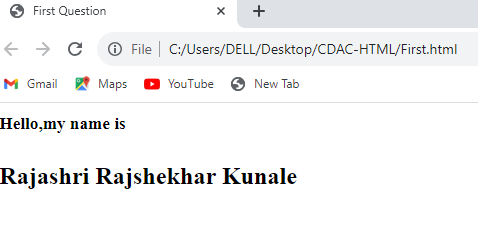 First Question
File C:/Users/DELL/Desktop/CDAC-HTML/First.html
Gmail Maps YouTube New Tab
Hello,my name is
Rajashri Rajshekhar Kunale